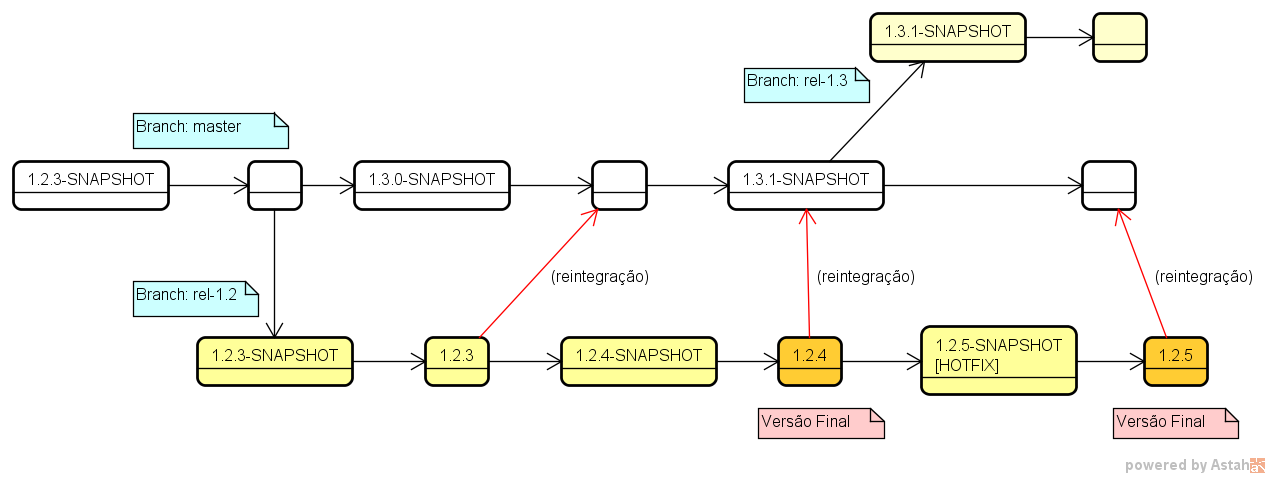 1.3.1-SNAPSHOT
Branch: rel-1.3
Branch: master
1.2.3-SNAPSHOT
1.3.0-SNAPSHOT
1.3.1-SNAPSHOT
(reintegração)
(reintegração)
(reintegração)
Branch: rel-1.2
1.2.3-SNAPSHOT
1.2.3
1.2.4-SNAPSHOT
1.2.4
1.2.5-SNAPSHOT
[HOTFIX]
1.2.5
Versão Final
Versão Final
powered by Astah